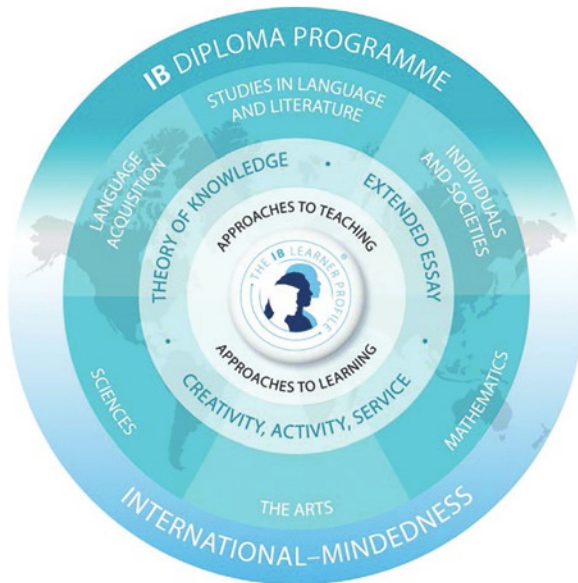 IB DIPLOMA PROGRAMME
STUDIES IN LANGUAGE
AND LITERATURE
LANGUAGE
ACQUISITION
INDIVIDUALS
AND SOCIETIES
THEORY OF KNOWLEDGE
•
EXTENDED ESSAY
APPROACHES TO TEACHING
THE IB LEARNER PROFILE
®
APPROACHES TO LEARNING
•
•
CREATIVITY, ACTIVITY, SERVICE
SCIENCES
MATHEMATICS
THE ARTS
INTERNATIONAL–MINDEDNESS